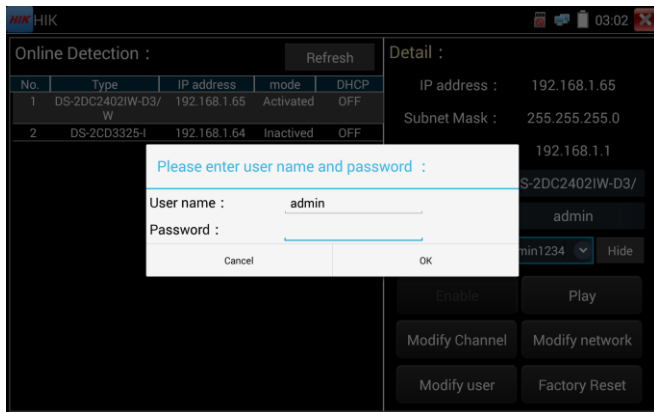 HIK HIK 03:02
Online Detection : Refresh
No. Type IP address mode DHCP
1 DS-2DC2402IW-D3/W 192.168.1.65 Activated OFF
2 DS-2CD3325-I 192.168.1.64 Inactived OFF
Detail :
IP address : 192.168.1.65
Subnet Mask : 255.255.255.0
192.168.1.1
S-2DC2402IW-D3/
admin
min1234 Hide
Please enter user name and password :
User name : admin
Password :
Cancel OK
Enable Play
Modify Channel Modify network
Modify user Factory Reset